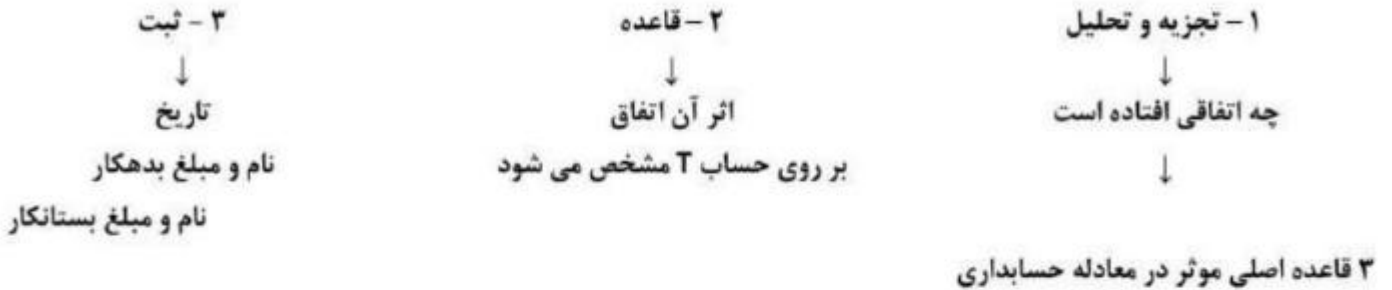 ۱ – تجزیه و تحلیل
↓
چه اتفاقی افتاده است
↓
۳ قاعده اصلی موثر در معادله حسابداری
۲ – قاعده
↓
اثر آن اتفاق
بر روی حساب T مشخص می شود
۳ – ثبت
↓
تاریخ
نام و مبلغ بدهکار
نام و مبلغ بستانکار